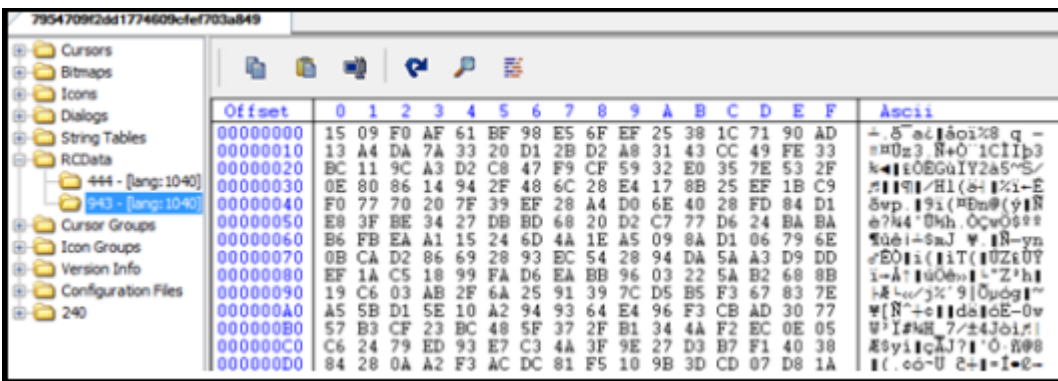 7954709f2dd1774609cfef703a849
Cursors
Bitmaps
Icons
Dialogs
String Tables
RCData
444 - [lang:1040]
943 - [lang:1040]
Cursor Groups
Icon Groups
Version Info
Configuration Files
240
Offset 0 1 2 3 4 5 6 7 8 9 A B C D E F Ascii
00000000 15 09 F0 AF 61 BF 98 E5 6F EF 25 38 1C 71 90 AD
00000010 13 A4 DA 7A 33 20 D1 2B D2 A8 31 43 CC 49 FE 33
00000020 BC 11 9C A3 D2 C8 47 F9 CF 59 32 E0 35 7E 53 2F
00000030 0E 80 86 14 94 2F 48 6C 28 E4 17 8B 25 EF 1B C9
00000040 F0 77 70 20 7F 39 EF 28 A4 D0 6E 40 28 FD 84 D1
00000050 E8 3F BE 34 27 DB BD 68 20 D2 C7 77 D6 24 BA BA
00000060 B6 FB EA A1 15 24 6D 4A 1E A5 09 8A D1 06 79 6E
00000070 0B CA D2 86 69 28 93 EC 54 28 94 DA 5A A3 D9 DD
00000080 EF 1A C5 18 99 FA D6 EA BB 96 03 22 5A B2 68 8B
00000090 19 C6 03 AB 2F 6A 25 91 39 7C D5 B5 F3 67 83 7E
000000A0 A5 5B D1 5E 10 A2 94 93 64 E4 96 F3 CB AD 30 77
000000B0 57 B3 CF 23 BC 48 5F 37 2F B1 34 4A F2 EC 0E 05
000000C0 C6 24 79 ED 93 E7 C3 4A 3F 9E 27 D3 B7 F1 40 38
000000D0 84 28 0A A2 F3 AC DC 81 F5 10 9B 3D CD 07 D8 1A